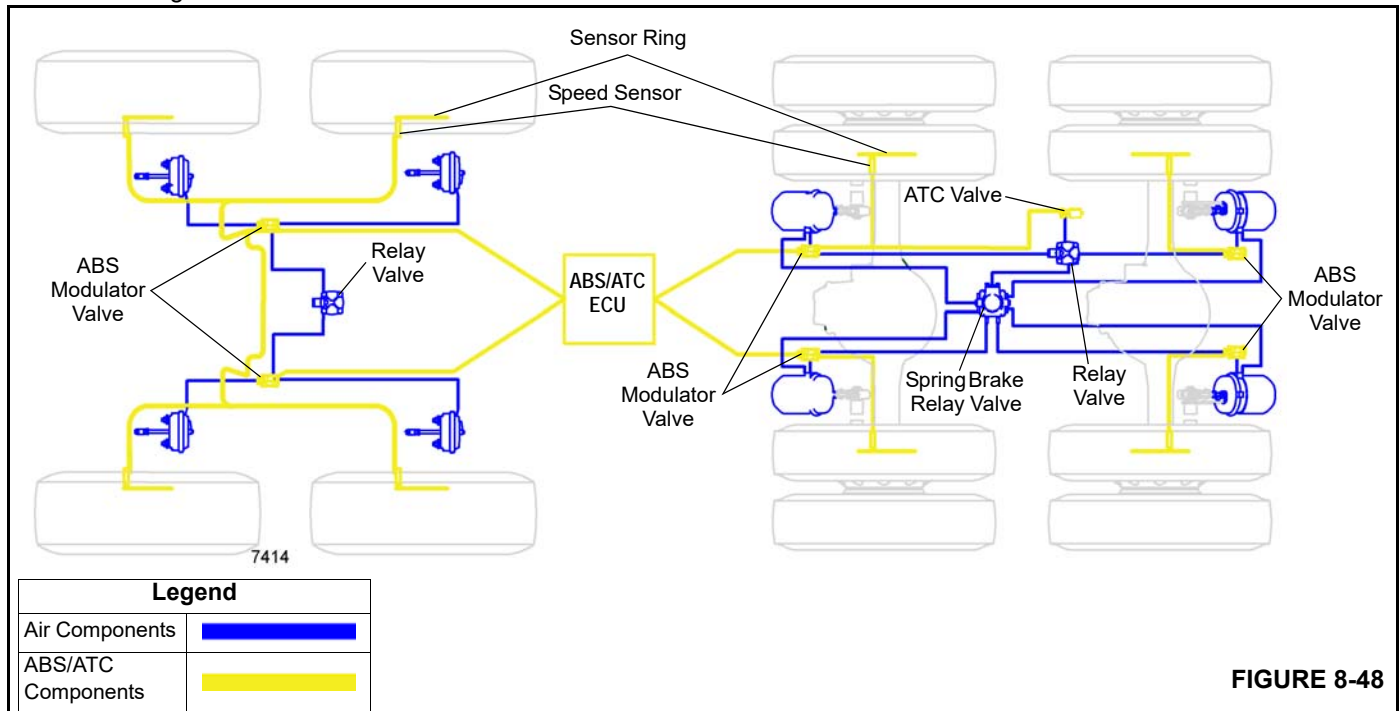 Sensor Ring
Speed Sensor
ATC Valve
Relay
Valve
ABS
Modulator
Valve
ABS/ATC
ECU
ABS
Modulator
Valve
ABS
Modulator
Valve
Spring Brake
Relay Valve
Relay
Valve
7414
Legend
Air Components
ABS/ATC
Components
FIGURE 8-48